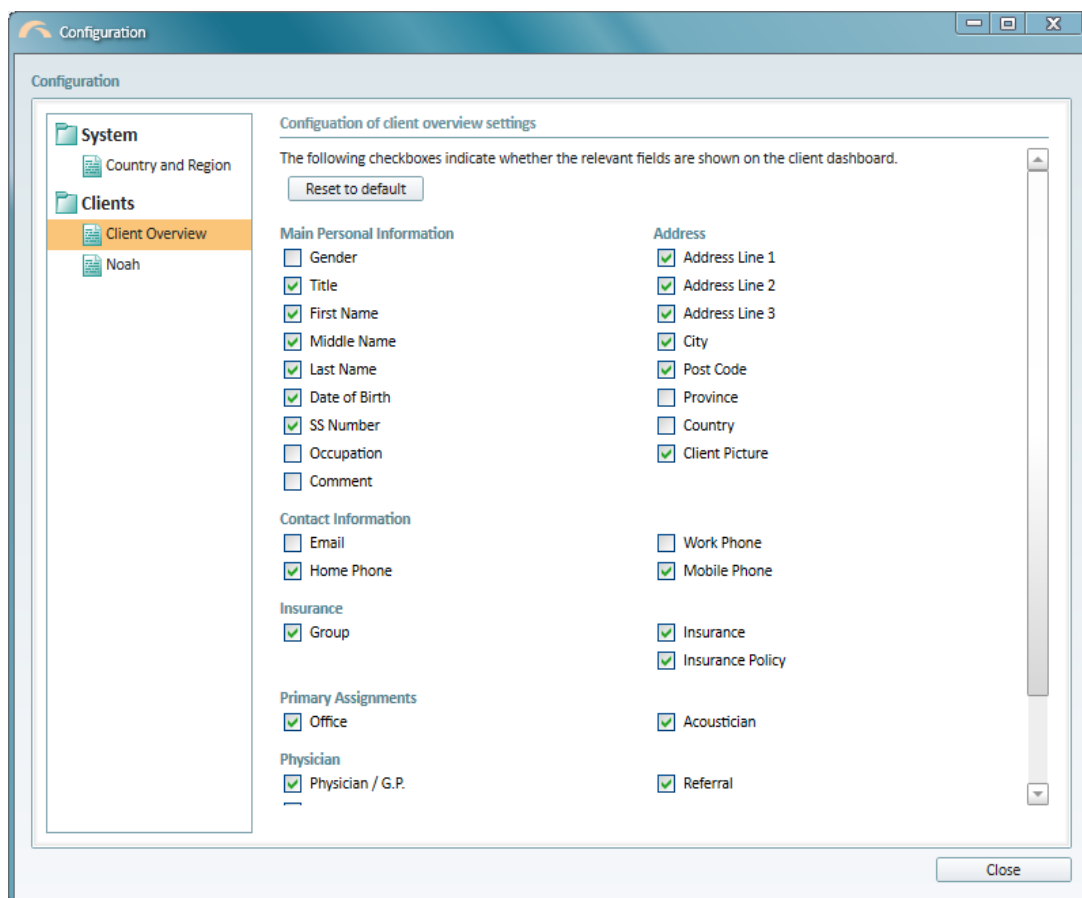 Configuration
Configuration
System
Country and Region
Clients
Client Overview
Noah
Configuation of client overview settings
The following checkboxes indicate whether the relevant fields are shown on the client dashboard.
Reset to default
Main Personal Information
Gender
Title
First Name
Middle Name
Last Name
Date of Birth
SS Number
Occupation
Comment
Address
Address Line 1
Address Line 2
Address Line 3
City
Post Code
Province
Country
Client Picture
Contact Information
Email
Work Phone
Home Phone
Mobile Phone
Insurance
Group
Insurance
Insurance Policy
Primary Assignments
Office
Acoustician
Physician
Physician / G.P.
Referral
Close